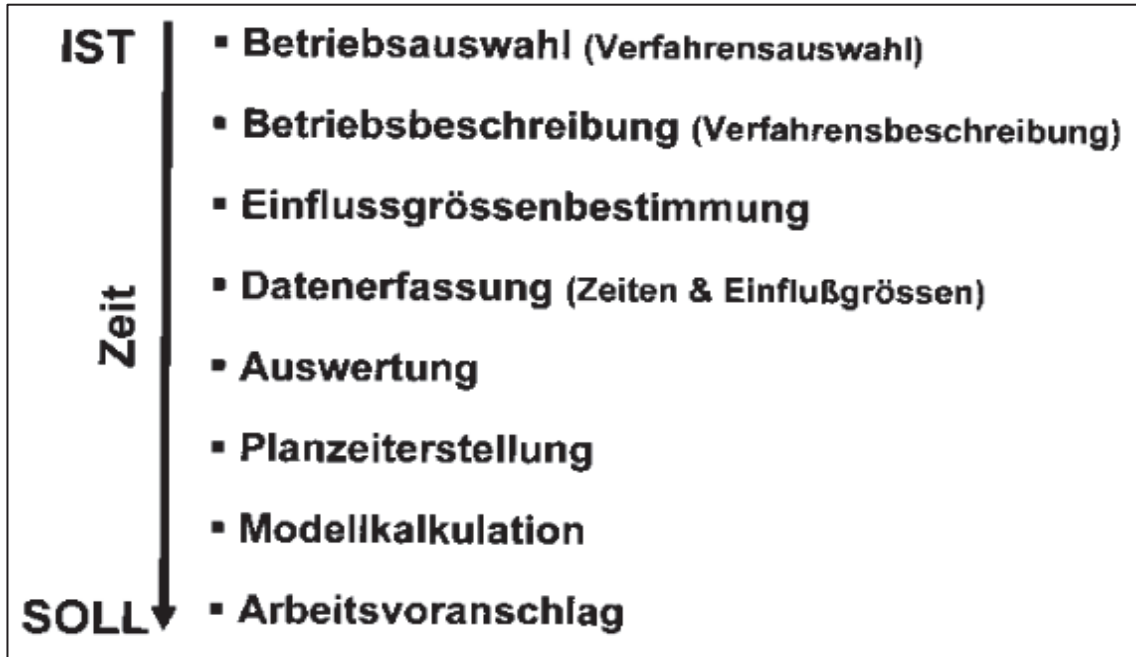 IST
▪ Betriebsauswahl (Verfahrensauswahl)
▪ Betriebsbeschreibung (Verfahrensbeschreibung)
▪ Einflussgrössenbestimmung
▪ Datenerfassung (Zeiten & Einflußgrössen)
Zeit
▪ Auswertung
▪ Planzeiterstellung
▪ Modellkalkulation
SOLL
▪ Arbeitsvoranschlag